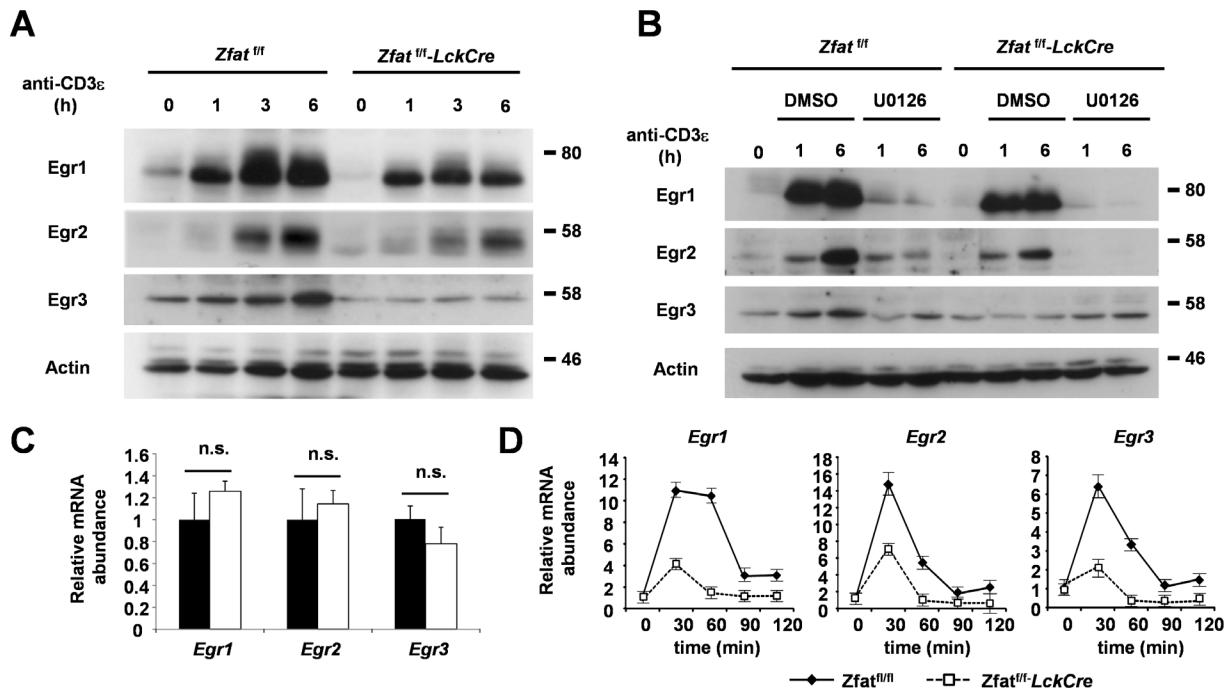 A
Zfat f/f
Zfat f/f-LckCre
anti-CD3ε
(h)
0 1 3 6 0 1 3 6
Egr1
80
Egr2
58
Egr3
58
Actin
46
B
Zfat f/f
Zfat f/f-LckCre
DMSO U0126 DMSO U0126
anti-CD3ε
(h)
0 1 6 1 6 0 1 6 1 6
Egr1
80
Egr2
58
Egr3
58
Actin
46
C
Relative mRNA
abundance
1.6
1.4
1.2
1
0.8
0.6
0.4
0.2
0
n.s. n.s. n.s.
Egr1 Egr2 Egr3
D
Relative mRNA
abundance
Egr1
14
12
10
8
6
4
2
0
0 30 60 90 120
time (min)
Egr2
18
16
14
12
10
8
6
4
2
0
0 30 60 90 120
time (min)
Egr3
8
7
6
5
4
3
2
1
0
0 30 60 90 120
time (min)
Zfat fl/fl
Zfat f/f-LckCre